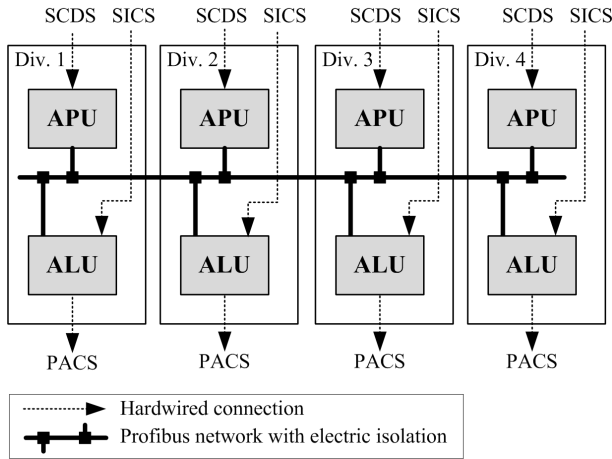 SCDS SICS SCDS SICS SCDS SICS SCDS SICS
Div. 1 Div. 2 Div. 3 Div. 4
APU APU APU APU
ALU ALU ALU ALU
PACS PACS PACS PACS
Hardwired connection
Profibus network with electric isolation